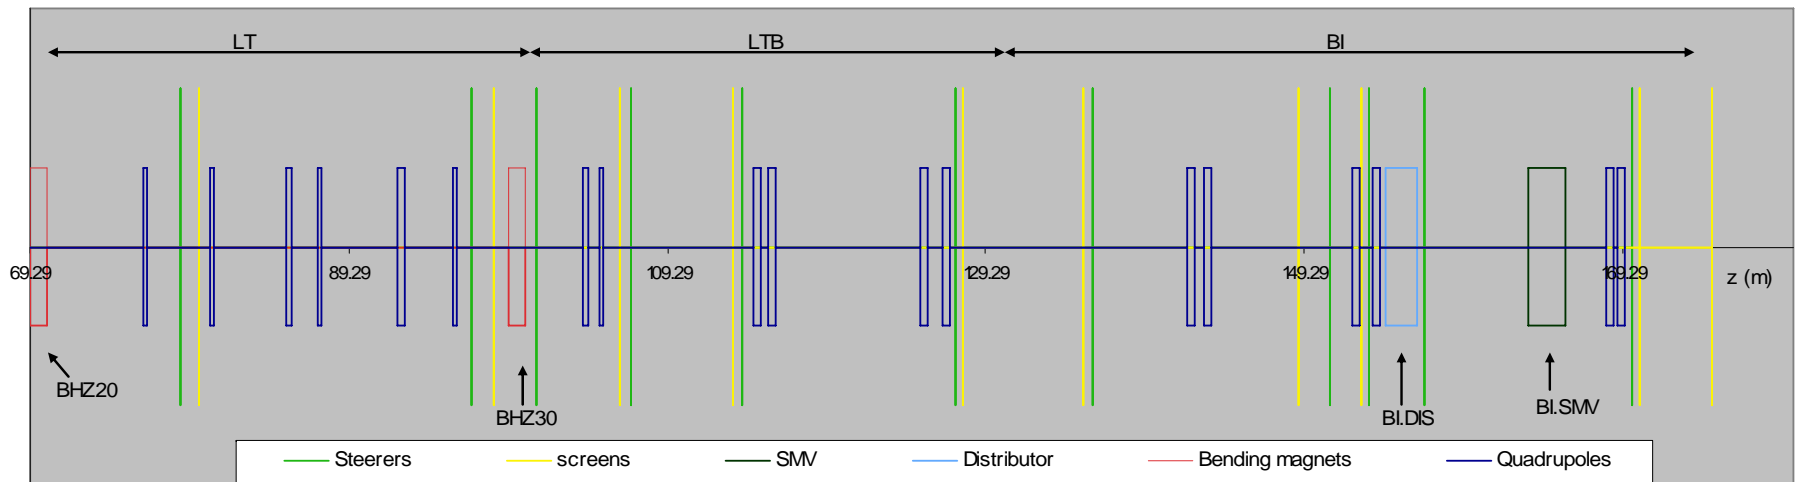 LT LTB BI
69.29 89.29 109.29 129.29 149.29 169.29
z (m)
BHZ20
BHZ30
BI.DIS
BI.SMV
Steerers screens SMV Distributor Bending magnets Quadrupoles